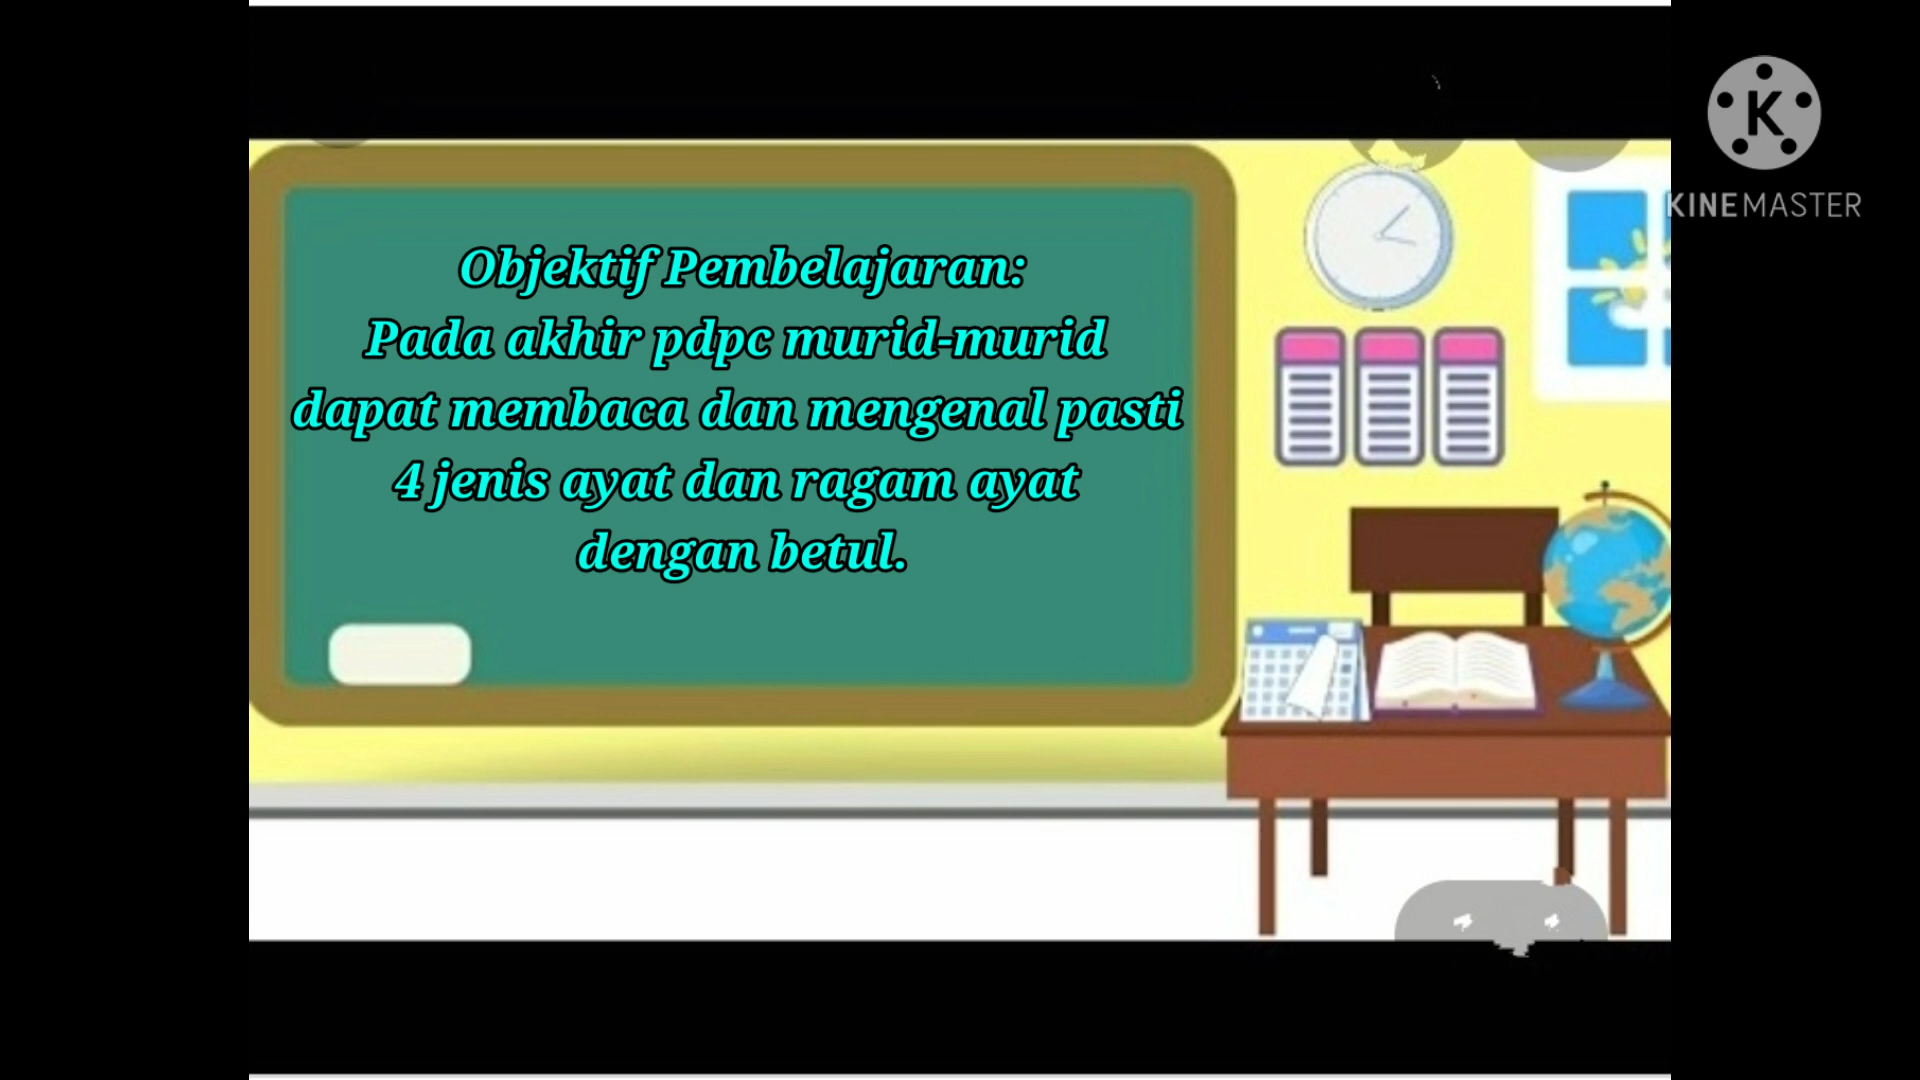 Objektif Pembelajaran:
Pada akhir pdpc murid-murid
dapat membaca dan mengenal pasti
4 jenis ayat dan ragam ayat
dengan betul.
K
KINEMASTER